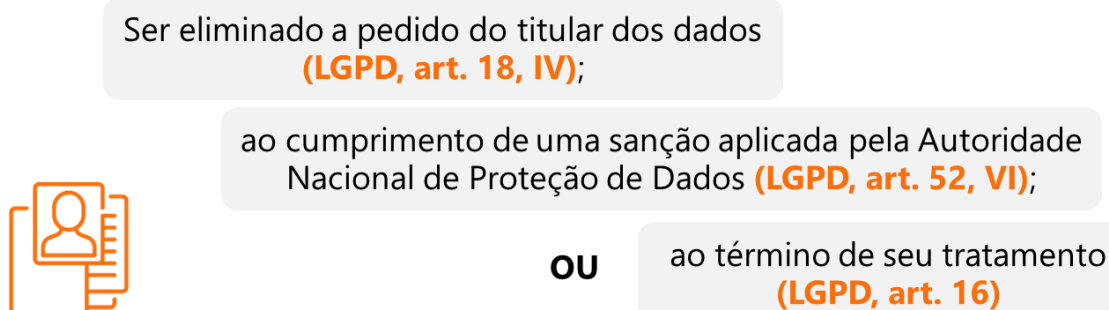 Ser eliminado a pedido do titular dos dados
(LGPD, art. 18, IV);
ao cumprimento de uma sanção aplicada pela Autoridade
Nacional de Proteção de Dados (LGPD, art. 52, VI);
OU
ao término de seu tratamento
(LGPD, art. 16)